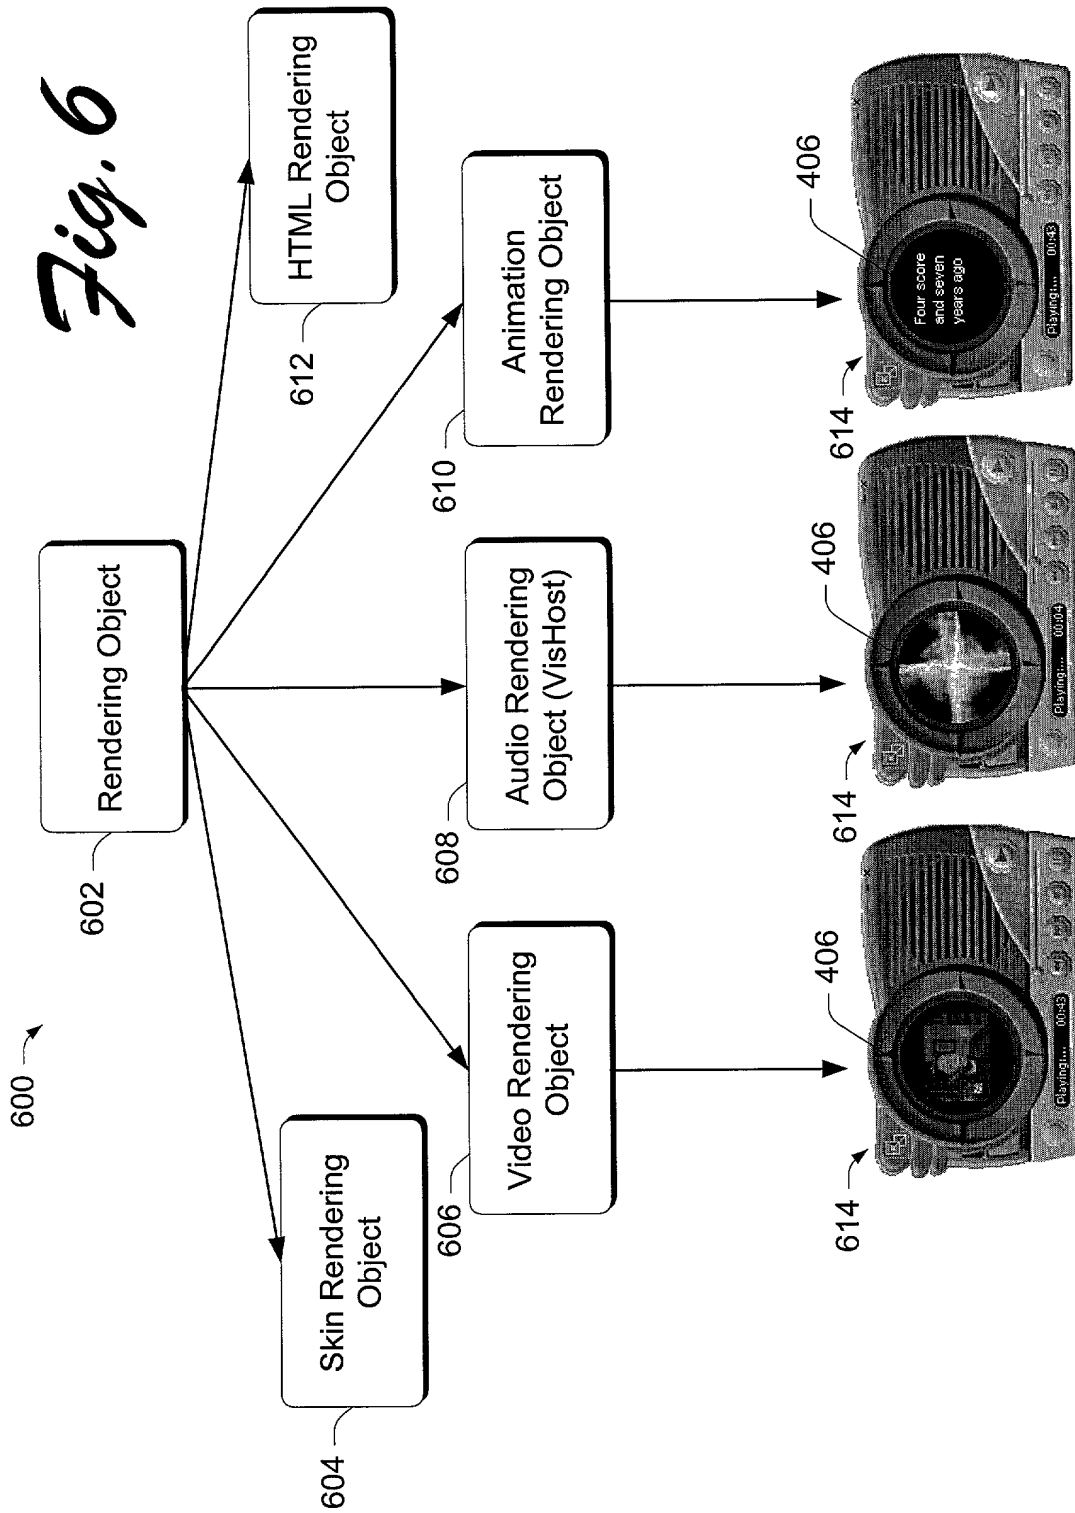 Fig. 6
600
602
Rendering Object
604
Skin Rendering
Object
606
Video Rendering
Object
608
Audio Rendering
Object (VisHost)
610
Animation
Rendering Object
612
HTML Rendering
Object
614
406
Playing:... 00:43
614
406
Playing:... 00:04
614
406
Four score
and seven
years ago
Playing:... 00:43